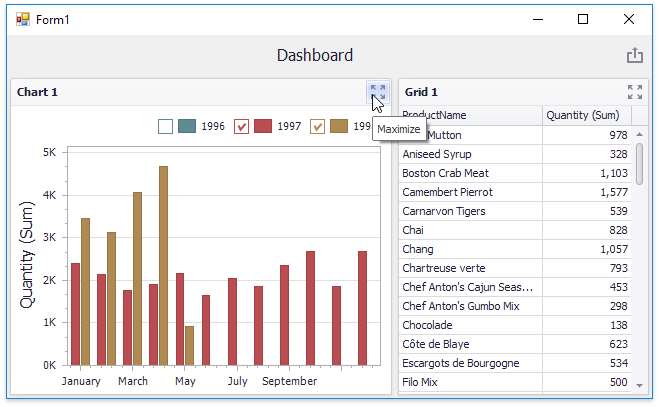 Form1
Dashboard
Chart 1
1996 1997
Maximize
5K
4K
3K
2K
1K
0K
Quantity (Sum)
January March May July September
Grid 1
ProductName Quantity (Sum)
Mutton 978
Aniseed Syrup 328
Boston Crab Meat 1,103
Camembert Pierrot 1,577
Carnarvon Tigers 539
Chai 828
Chang 1,057
Chartreuse verte 793
Chef Anton's Cajun Seas... 453
Chef Anton's Gumbo Mix 298
Chocolade 138
Côte de Blaye 623
Escargots de Bourgogne 534
Filo Mix 500